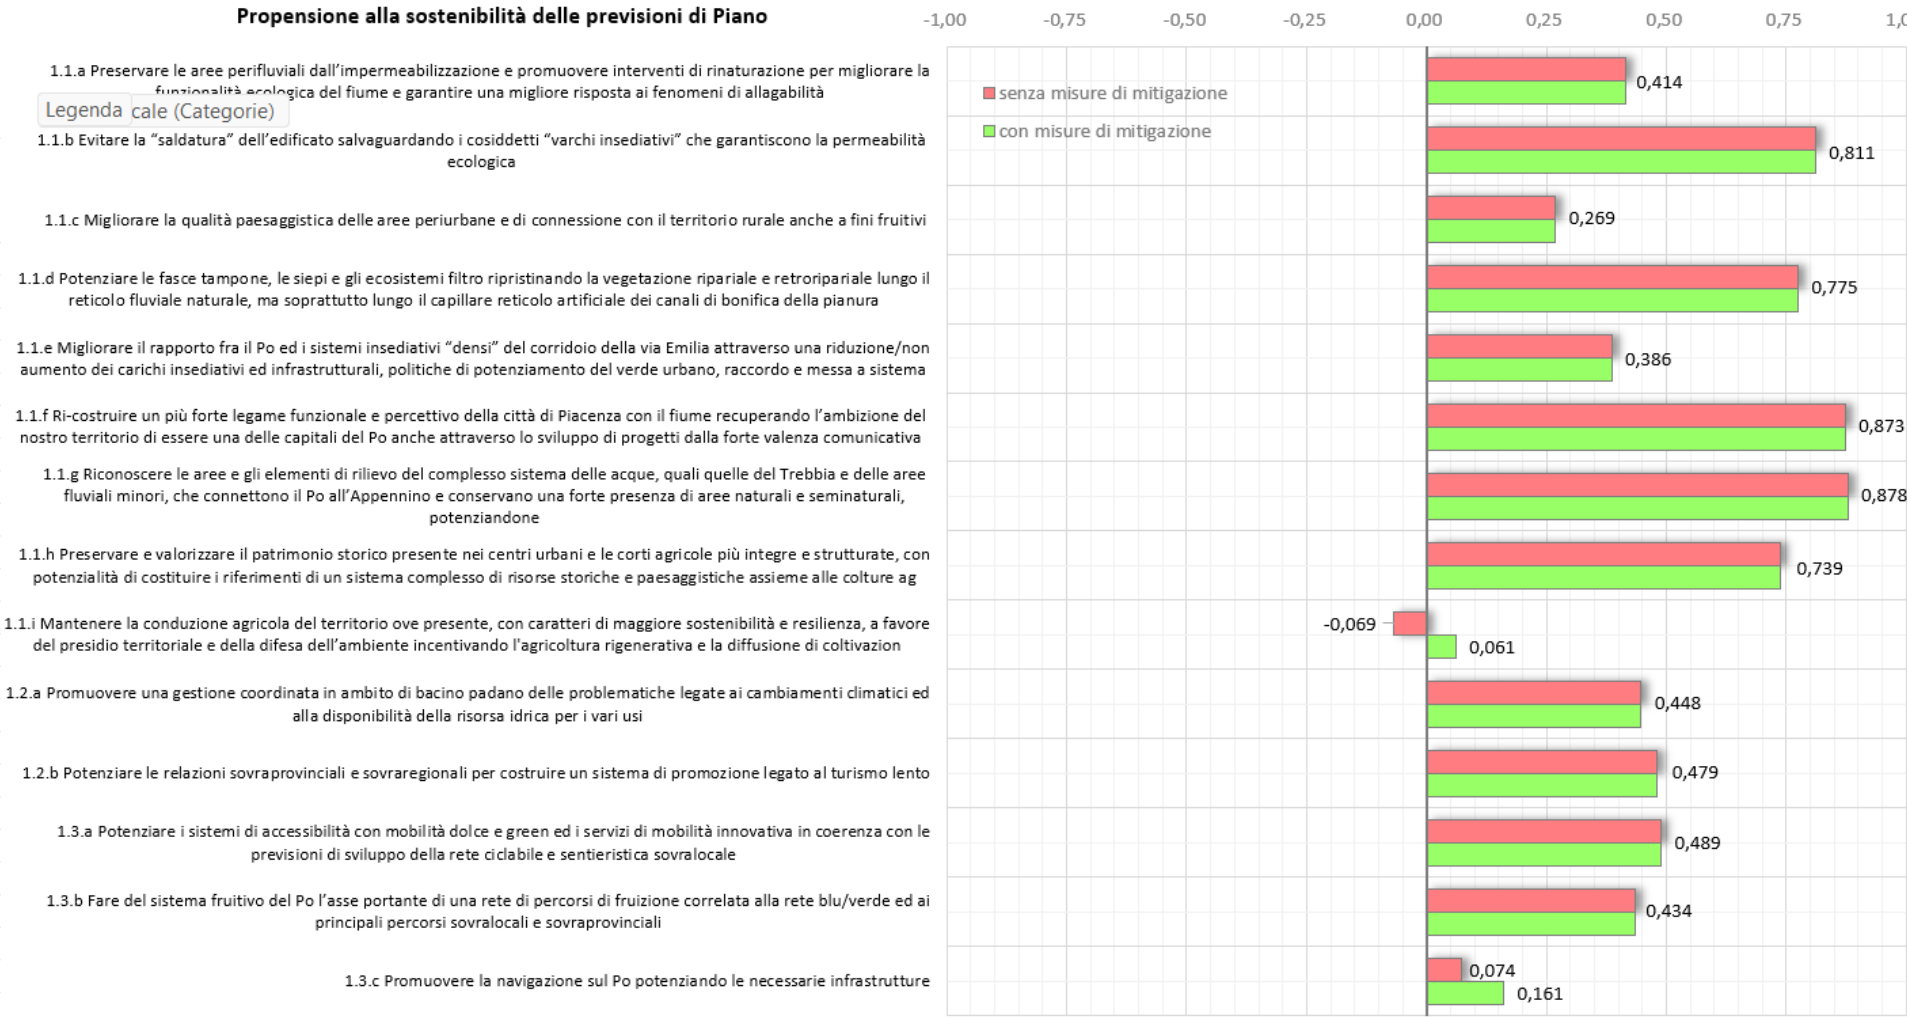 Propensione alla sostenibilità delle previsioni di Piano
-1,00 -0,75 -0,50 -0,25 0,00 0,25 0,50 0,75
senza misure di mitigazione
con misure di mitigazione
1.1.a Preservare le aree perifluviali dall’impermeabilizzazione e promuovere interventi di rinaturazione per migliorare la
funzionalità ecologica del fiume e garantire una migliore risposta ai fenomeni di allagabilità
0,414
Legenda cale (Categorie)
1.1.b Evitare la “saldatura” dell’edificato salvaguardando i cosiddetti “varchi insediativi” che garantiscono la permeabilità
ecologica
0,811
1.1.c Migliorare la qualità paesaggistica delle aree periurbane e di connessione con il territorio rurale anche a fini fruitivi
0,269
1.1.d Potenziare le fasce tampone, le siepi e gli ecosistemi filtro ripristinando la vegetazione ripariale e retroripariale lungo il
reticolo fluviale naturale, ma soprattutto lungo il capillare reticolo artificiale dei canali di bonifica della pianura
0,775
1.1.e Migliorare il rapporto fra il Po ed i sistemi insediativi “densi” del corridoio della via Emilia attraverso una riduzione/non
aumento dei carichi insediativi ed infrastrutturali, politiche di potenziamento del verde urbano, raccordo e messa a sistema
0,386
1.1.f Ri-costruire un più forte legame funzionale e percettivo della città di Piacenza con il fiume recuperando l’ambizione del
nostro territorio di essere una delle capitali del Po anche attraverso lo sviluppo di progetti dalla forte valenza comunicativa
0,873
1.1.g Riconoscere le aree e gli elementi di rilievo del complesso sistema delle acque, quali quelle del Trebbia e delle aree
fluviali minori, che connettono il Po all’Appennino e conservano una forte presenza di aree naturali e seminaturali,
potenziandone
0,878
1.1.h Preservare e valorizzare il patrimonio storico presente nei centri urbani e le corti agricole più integre e strutturate, con
potenzialità di costituire i riferimenti di un sistema complesso di risorse storiche e paesaggistiche assieme alle colture ag
0,739
1.1.i Mantenere la conduzione agricola del territorio ove presente, con caratteri di maggiore sostenibilità e resilienza, a favore
del presidio territoriale e della difesa dell’ambiente incentivando l'agricoltura rigenerativa e la diffusione di coltivazion
-0,069
0,061
1.2.a Promuovere una gestione coordinata in ambito di bacino padano delle problematiche legate ai cambiamenti climatici ed
alla disponibilità della risorsa idrica per i vari usi
0,448
1.2.b Potenziare le relazioni sovraprovinciali e sovraregionali per costruire un sistema di promozione legato al turismo lento
0,479
1.3.a Potenziare i sistemi di accessibilità con mobilità dolce e green ed i servizi di mobilità innovativa in coerenza con le
previsioni di sviluppo della rete ciclabile e sentieristica sovralocale
0,489
1.3.b Fare del sistema fruitivo del Po l’asse portante di una rete di percorsi di fruizione correlata alla rete blu/verde ed ai
principali percorsi sovralocali e sovraprovinciali
0,434
1.3.c Promuovere la navigazione sul Po potenziando le necessarie infrastrutture
0,074
0,161